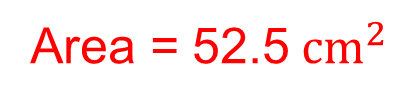 Area = 52.5 cm²